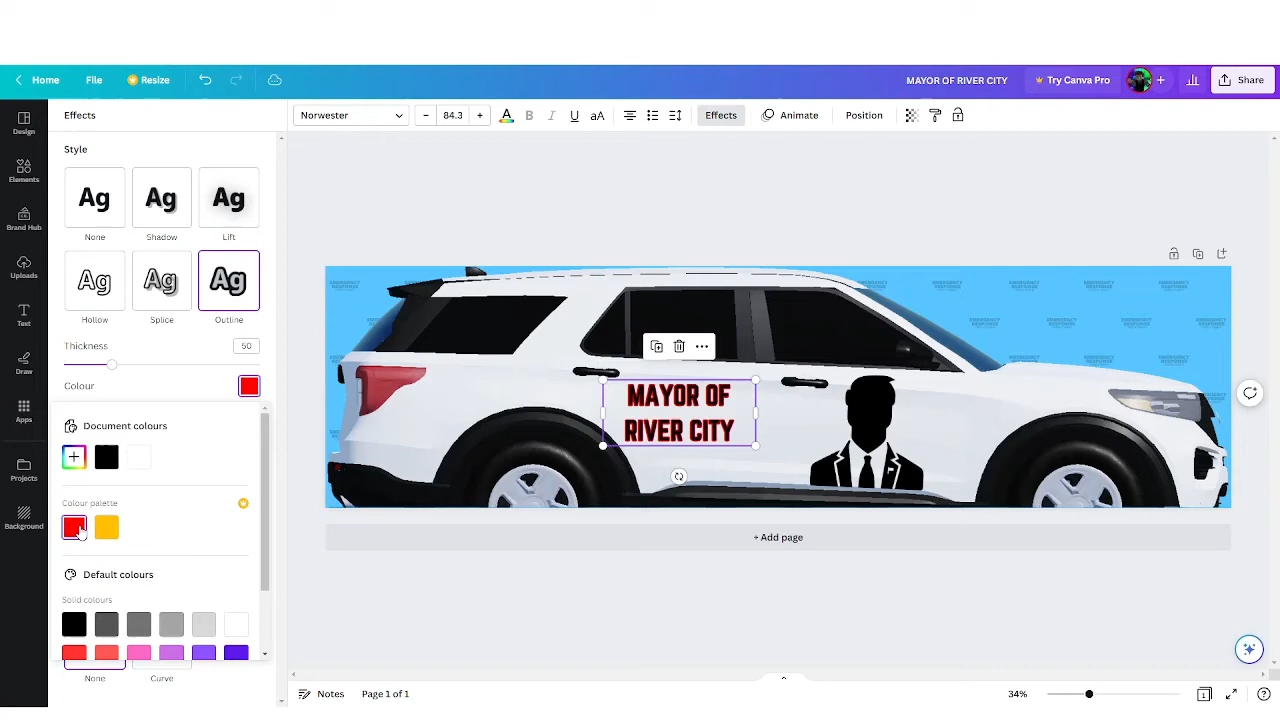 Home
File
Resize
MAYOR OF RIVER CITY
Try Canva Pro
+
Share
Effects
Norwester
− 84.3 +
A B I U aA
Effects
Animate
Position
Design
Elements
Brand Hub
Uploads
Text
Draw
Apps
Projects
Background
Style
Ag Ag Ag
None Shadow Lift
Ag Ag Ag
Hollow Splice Outline
Thickness 50
Colour
Document colours
Colour palette
Default colours
Solid colours
None Curve
EMERGENCY
RESPONSE
MAYOR OF
RIVER CITY
+ Add page
Notes
Page 1 of 1
34%
1